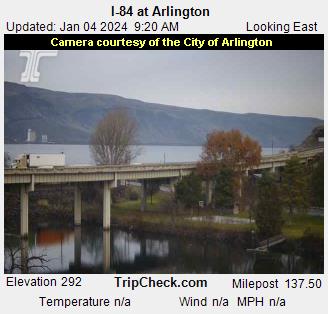 I-84 at Arlington
Updated: Jan 04 2024 9:20 AM Looking East
Camera courtesy of the City of Arlington
Elevation 292 TripCheck.com Milepost 137.50
Temperature n/a Wind n/a MPH n/a